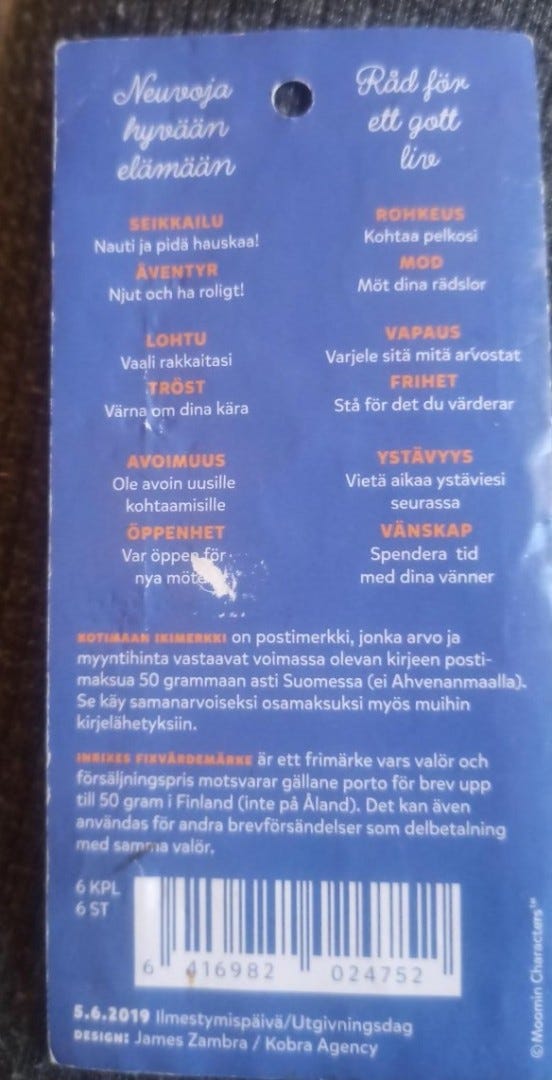 Neuvoja
hyvään
elämään
Råd för
ett gott
liv
SEIKKAILU
Nauti ja pidä hauskaa!
ÄVENTYR
Njut och ha roligt!
LOHTU
Vaali rakkaitasi
TRÖST
Värna om dina kära
AVOIMUUS
Ole avoin uusille
kohtaamisille
ÖPPENHET
Var öppen för
nya möte
ROHKEUS
Kohtaa pelkosi
MOD
Möt dina rädslor
VAPAUS
Varjele sitä mitä arvostat
FRIHET
Stå för det du värderar
YSTÄVYYS
Vietä aikaa ystäviesi
seurassa
VÄNSKAP
Spendera tid
med dina vänner
KOTIMAAN IKIMERKKI on postimerkki, jonka arvo ja
myyntihinta vastaavat voimassa olevan kirjeen posti-
maksua 50 grammaan asti Suomessa (ei Ahvenanmaalla).
Se käy samanarvoiseksi osamaksuksi myös muihin
kirjelähetyksiin.
INRIKES FIXVÄRDEMÄRKE är ett frimärke vars valör och
försäljningspris motsvarar gällane porto för brev upp
till 50 gram i Finland (inte på Åland). Det kan även
användas för andra brevförsändelser som delbetalning
med samma valör.
6 KPL
6 ST
6 416982 024752
5.6.2019 Ilmestymispäivä/Utgivningsdag
DESIGN: James Zambra / Kobra Agency
© Moomin Characters™